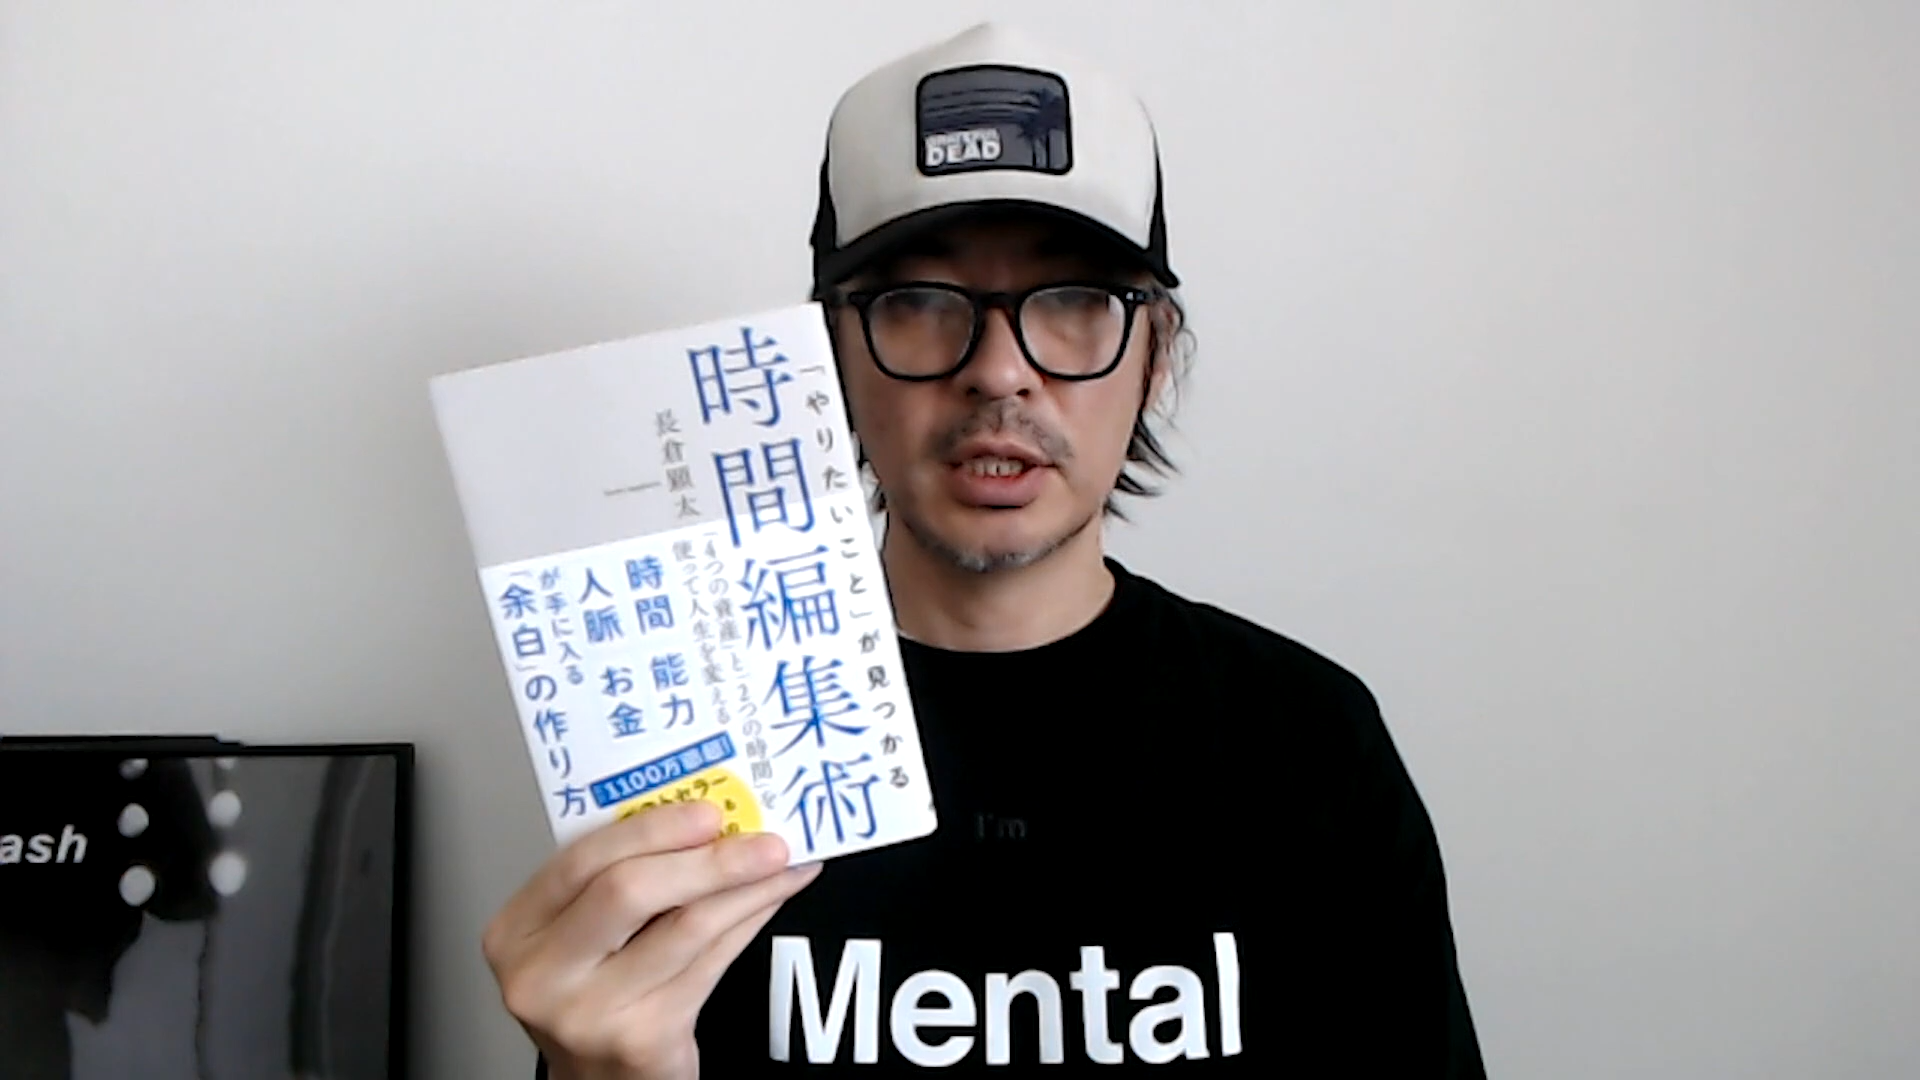 GRATEFUL
DEAD
「やりたいこと」が見つかる
時間編集術
長倉顕太
「4つの資産」と「2つの時間」を
使って人生を変える
時間 能力
人脈 お金
が手に入る
「余白」の作り方
1100万部超!
ash
I'm
Mental